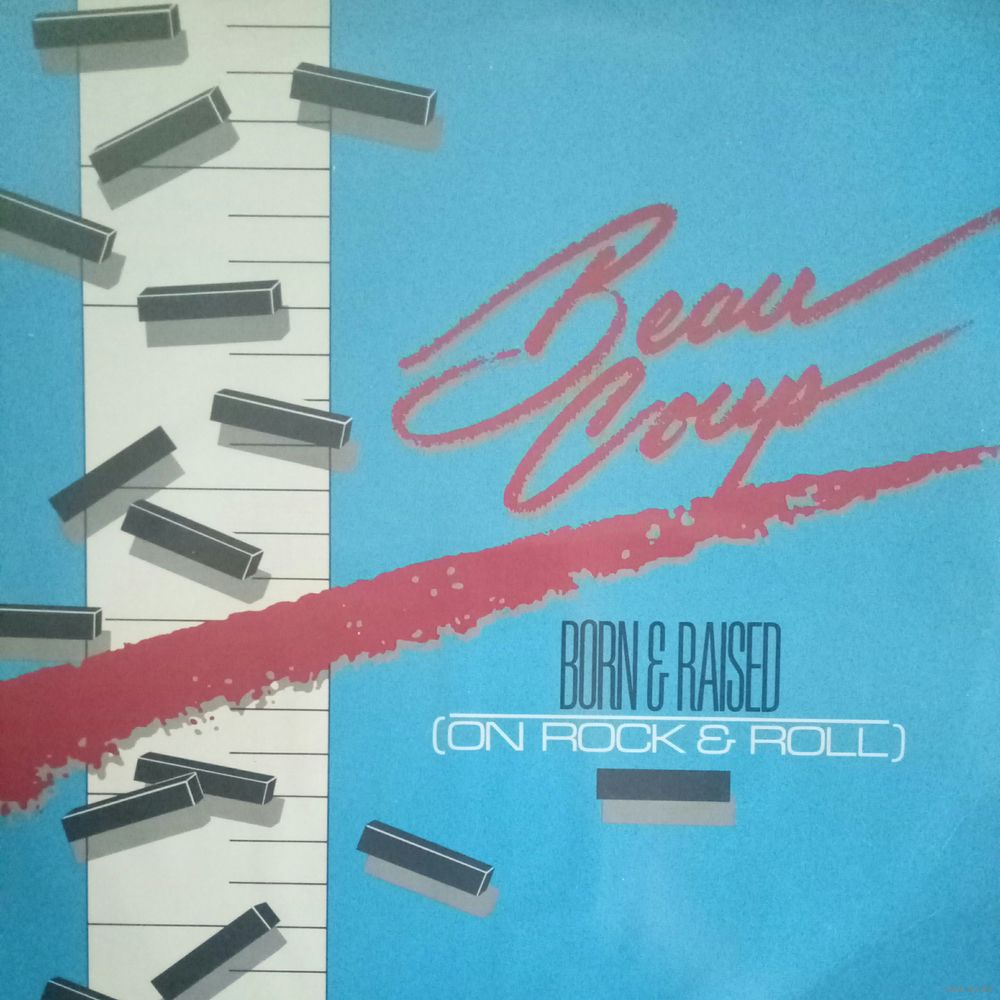 Beau
Coup
BORN & RAISED
(ON ROCK & ROLL)